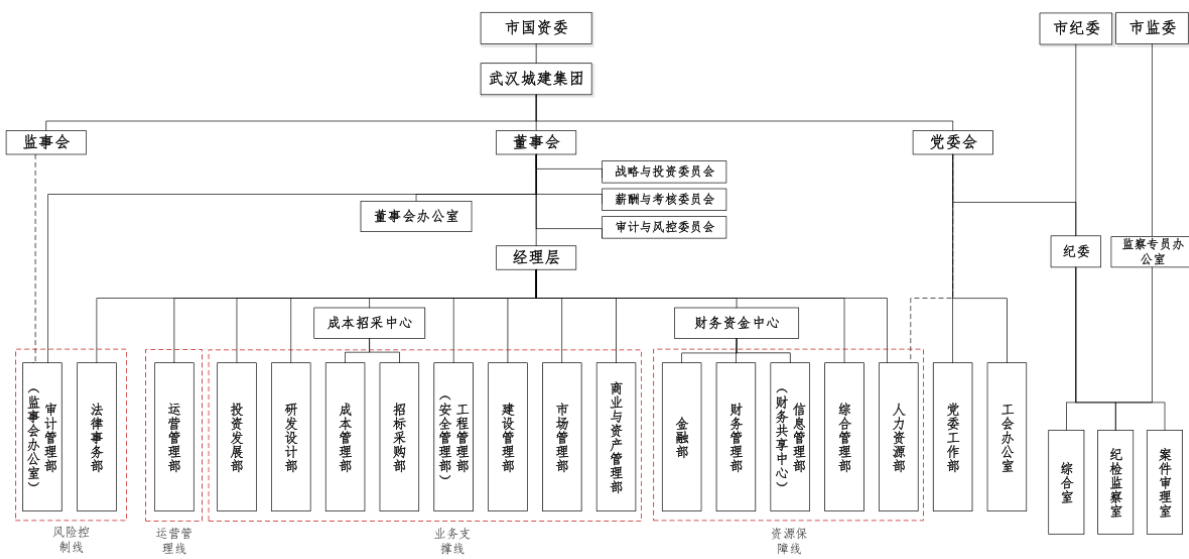 市国资委
市纪委
市监委
武汉城建集团
监事会
董事会
党委会
战略与投资委员会
薪酬与考核委员会
董事会办公室
审计与风控委员会
经理层
纪委
监察专员办
公室
成本招采中心
财务资金中心
审计管理部
（监事会办公室）
法律事务部
运营管理部
投资发展部
研发设计部
成本管理部
招标采购部
工程管理部
（安全管理部）
建设管理部
市场管理部
商业与资产管理部
金融部
财务管理部
信息管理部
（财务共享中心）
综合管理部
人力资源部
党委工作部
工会办公室
综合室
纪检监察室
案件审理室
风险控
制线
运营管
理线
业务支
撑线
资源保
障线